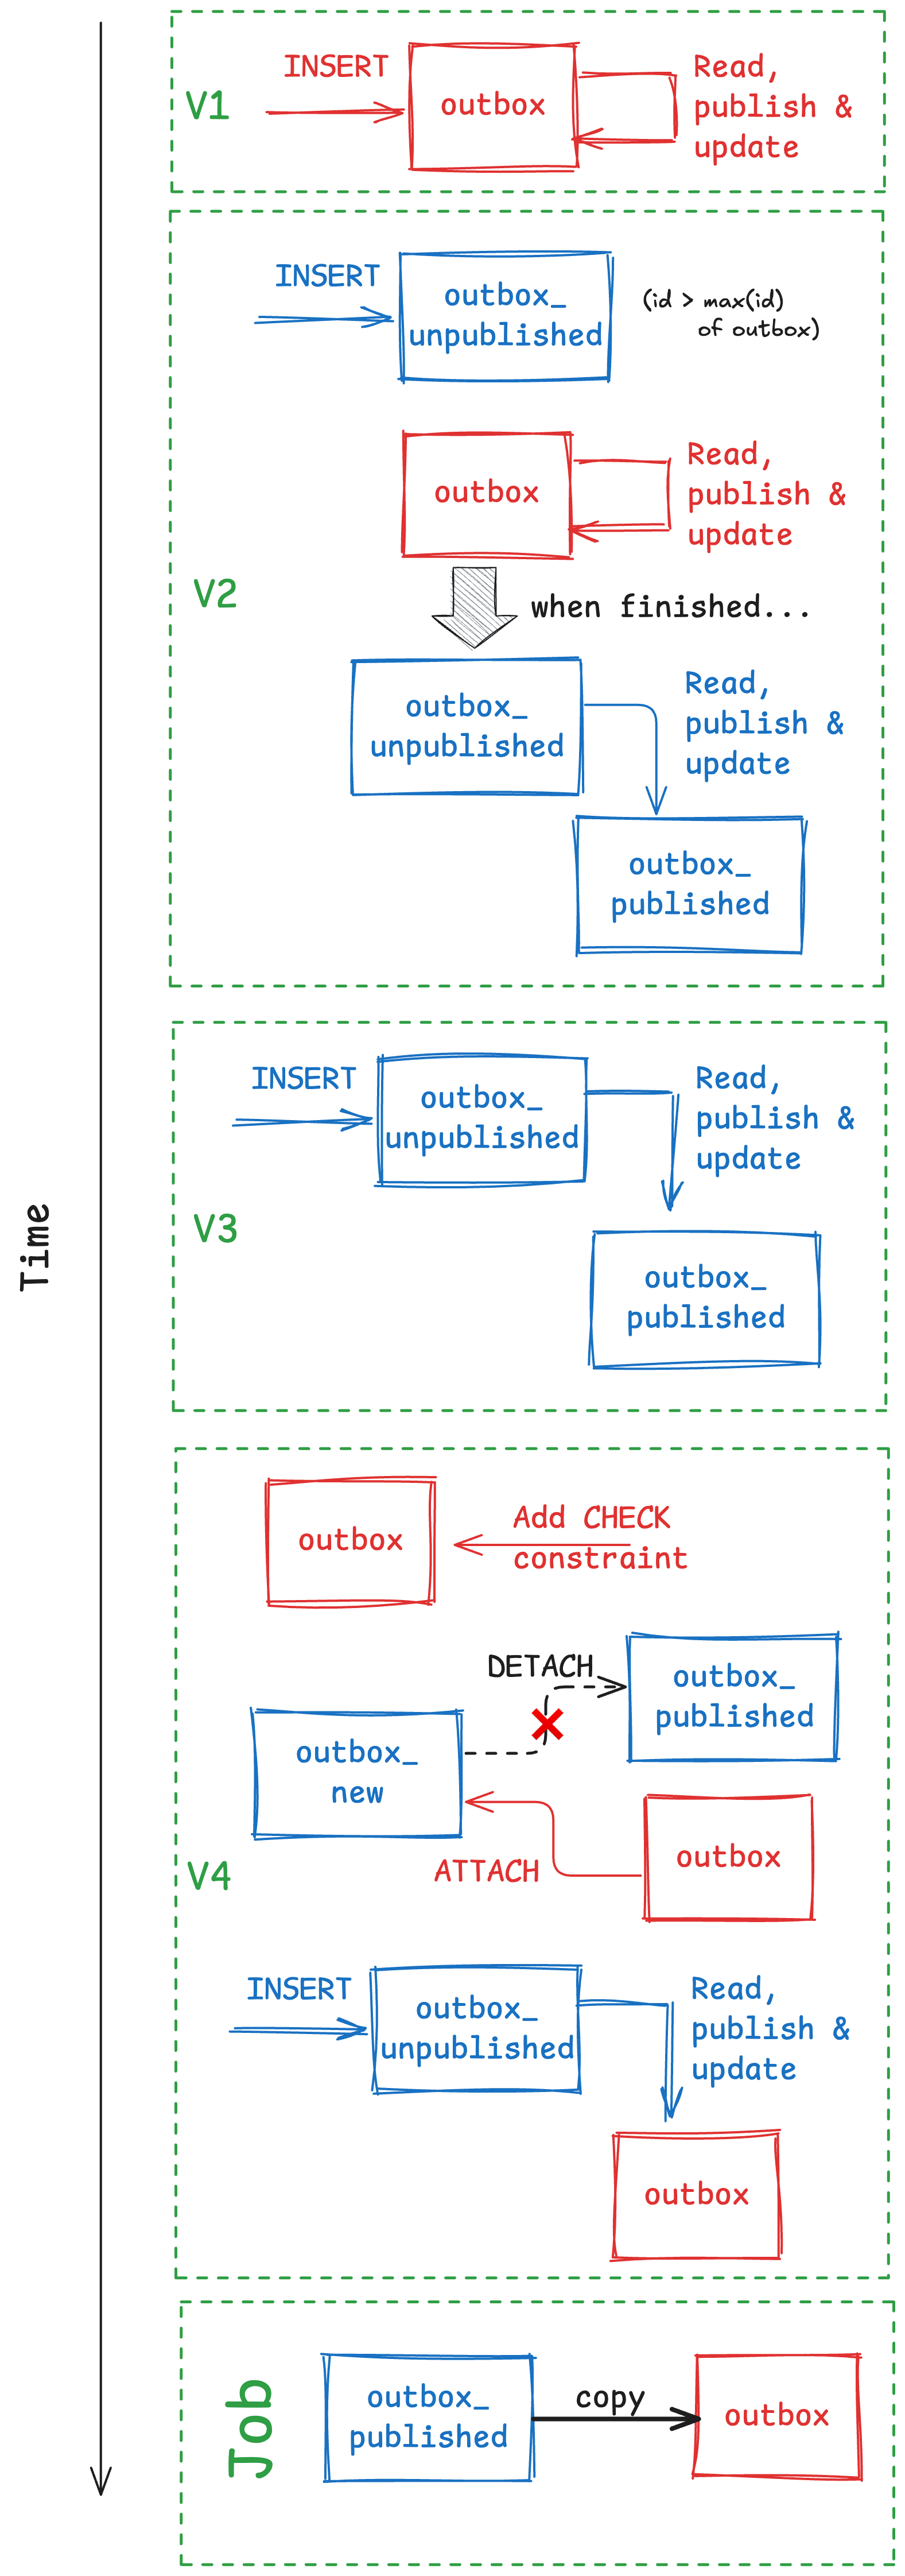 Time
V1
INSERT
outbox
Read,
publish &
update
V2
INSERT
outbox_
unpublished
(id > max(id)
of outbox)
outbox
Read,
publish &
update
when finished...
outbox_
unpublished
Read,
publish &
update
outbox_
published
V3
INSERT
outbox_
unpublished
Read,
publish &
update
outbox_
published
V4
outbox
Add CHECK
constraint
DETACH
outbox_
published
outbox_
new
ATTACH
outbox
INSERT
outbox_
unpublished
Read,
publish &
update
outbox
Job
outbox_
published
copy
outbox